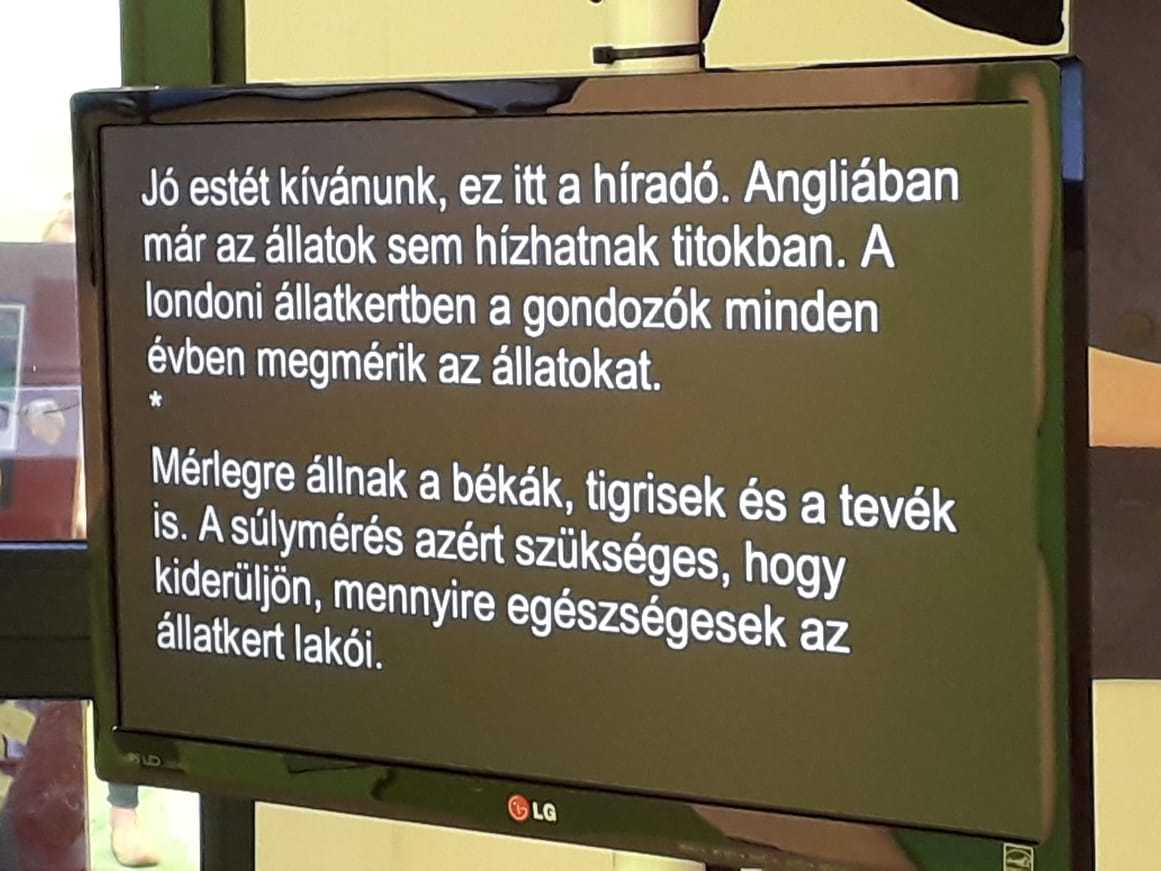 Jó estét kívánunk, ez itt a híradó. Angliában
már az állatok sem hízhatnak titokban. A
londoni állatkertben a gondozók minden
évben megmérik az állatokat.
*
Mérlegre állnak a békák, tigrisek és a tevék
is. A súlymérés azért szükséges, hogy
kiderüljön, mennyire egészségesek az
állatkert lakói.
LG